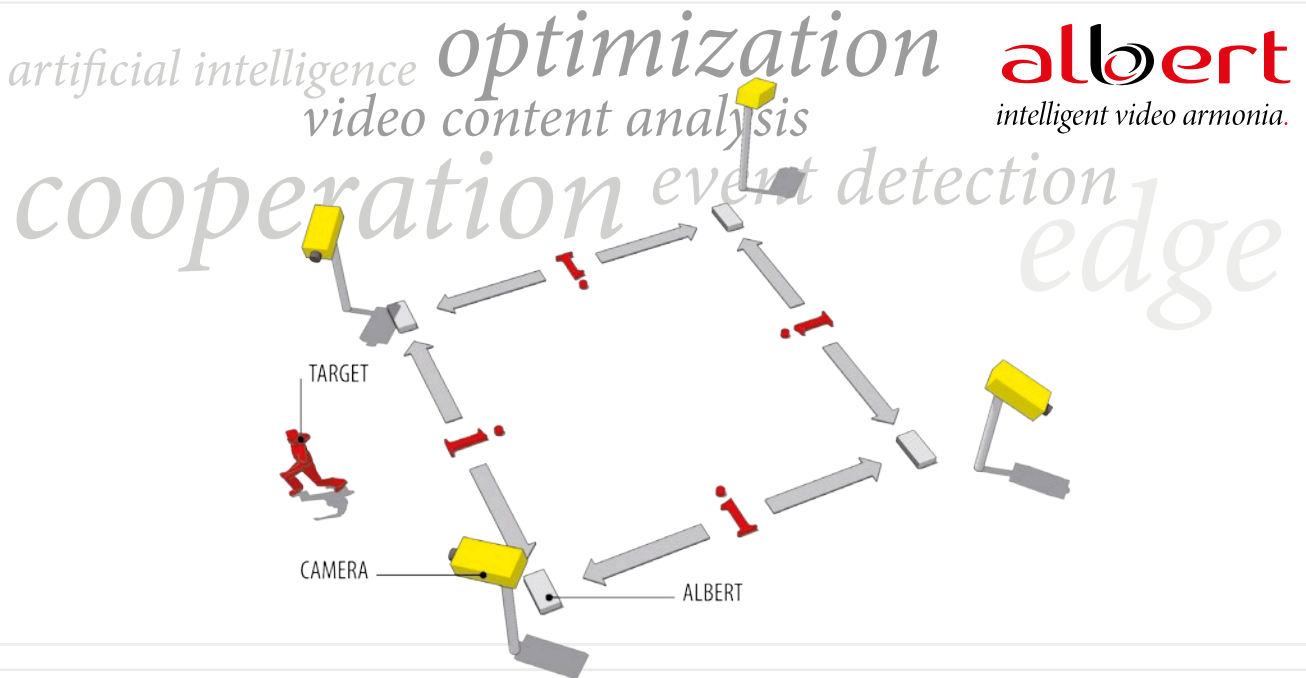 optimization
artificial intelligence
albert
intelligent video armonia.
video content analysis
cooperation
event detection
edge
i
i
TARGET
i
i
CAMERA
ALBERT